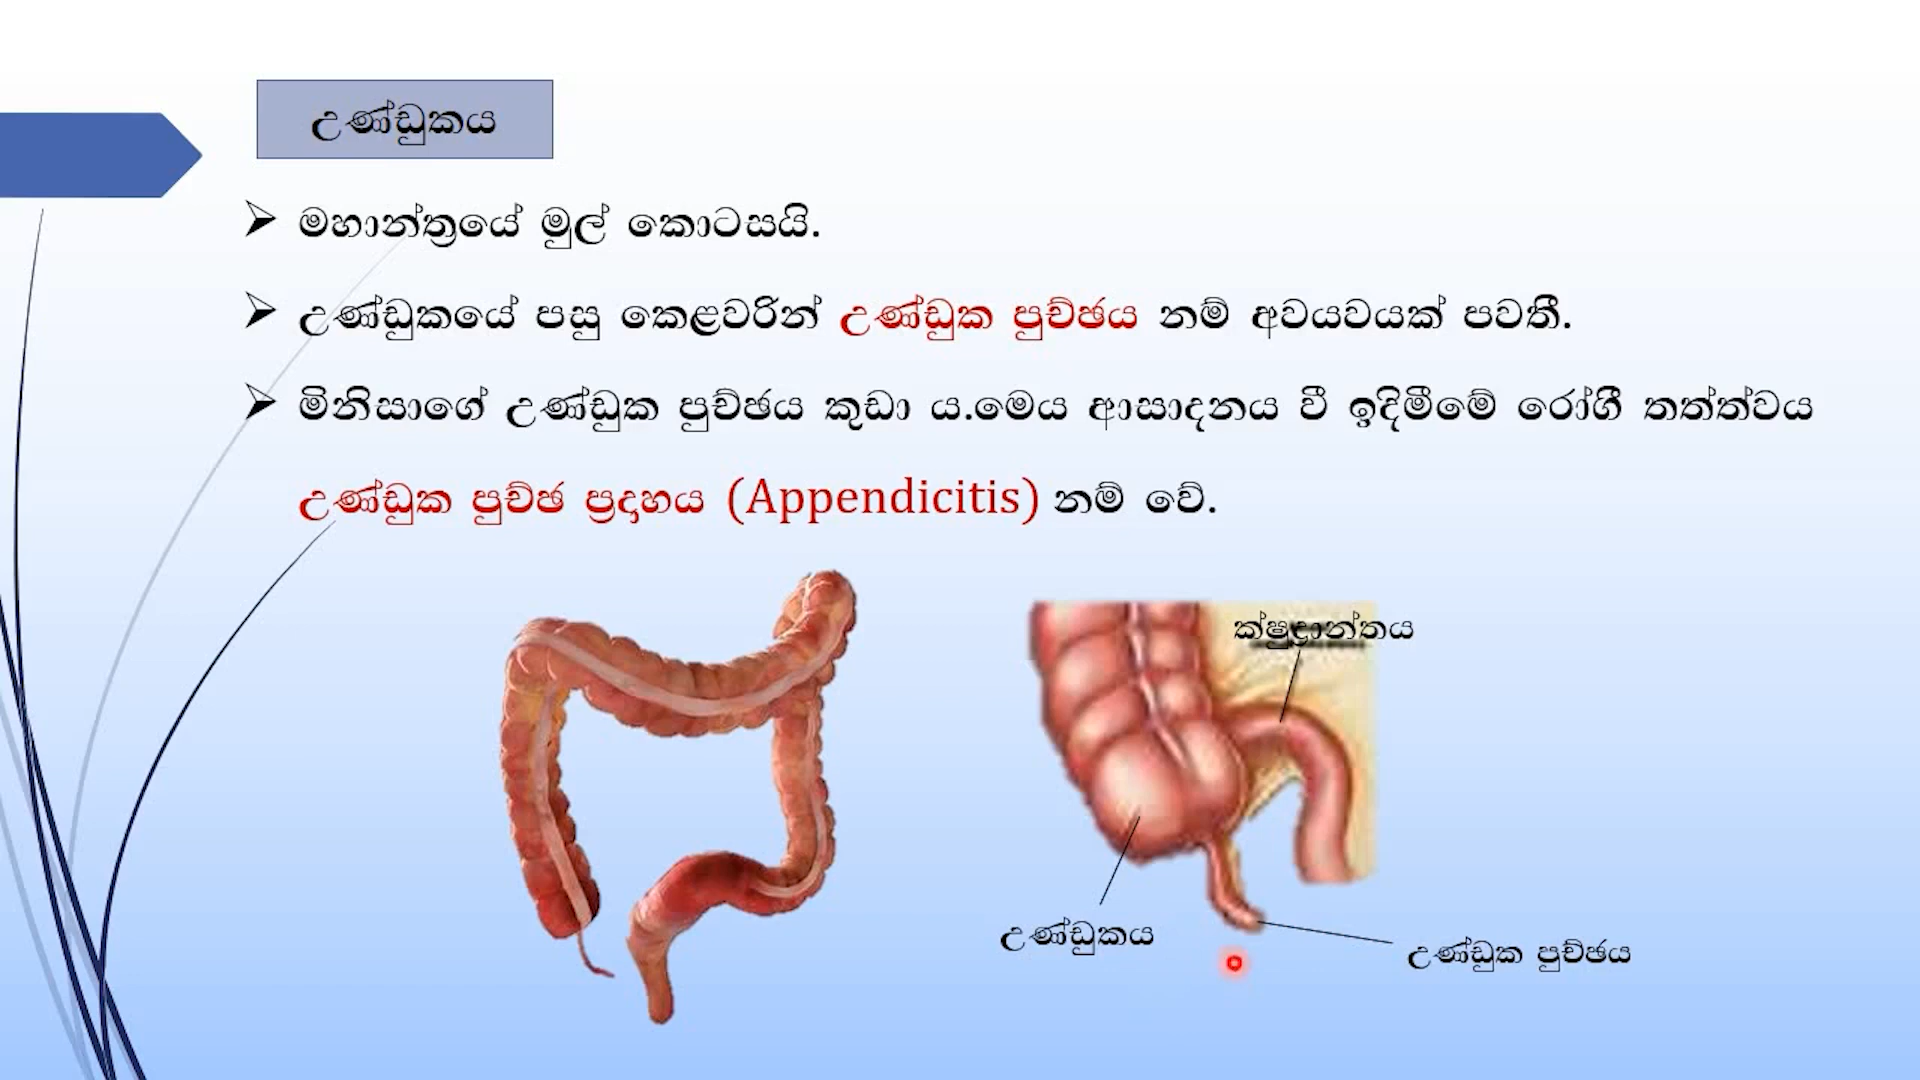 උණ්ඩුකය
මහාන්ත්‍රයේ මුල් කොටසයි.
උණ්ඩුකයේ පසු කෙළවරින් උණ්ඩුක පුච්ඡය නම් අවයවයක් පවතී.
මිනිසාගේ උණ්ඩුක පුච්ඡය කුඩා ය.මෙය ආසාදනය වී ඉදිමීමේ රෝගී තත්ත්වය
උණ්ඩුක පුච්ඡ ප්‍රදාහය (Appendicitis) නම් වේ.
ක්ෂුද්‍රාන්තය
උණ්ඩුකය
උණ්ඩුක පුච්ඡය